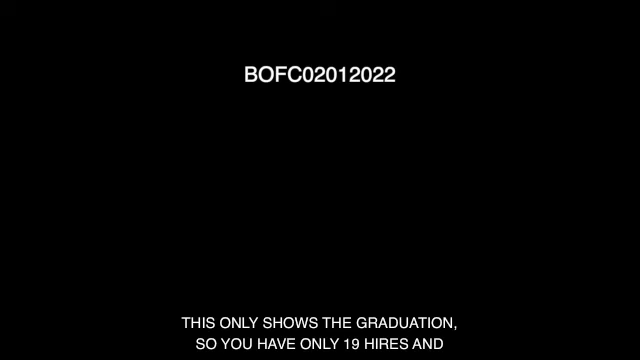 BOFC02012022
THIS ONLY SHOWS THE GRADUATION,
SO YOU HAVE ONLY 19 HIRES AND